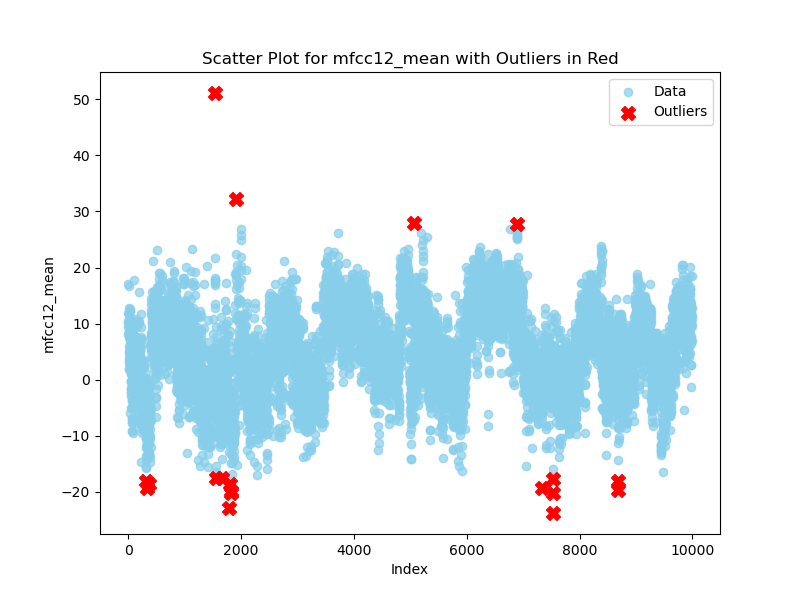 Scatter Plot for mfcc12_mean with Outliers in Red
Data
Outliers
50
40
30
20
10
0
−10
−20
mfcc12_mean
0
2000
4000
6000
8000
10000
Index